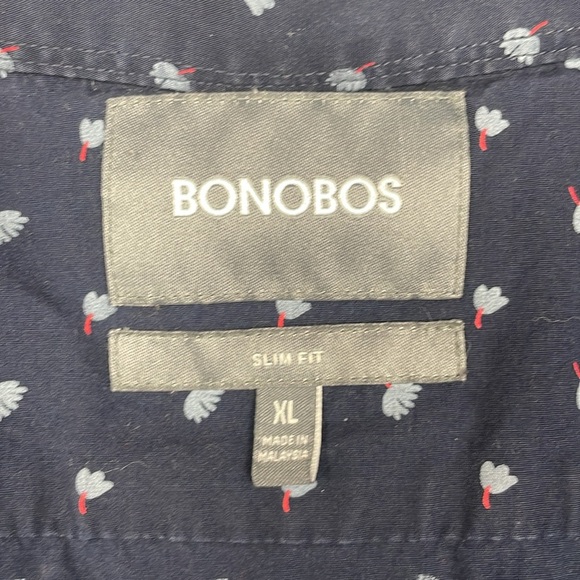 BONOBOS
SLIM FIT
XL
MADE IN
MALAYSIA